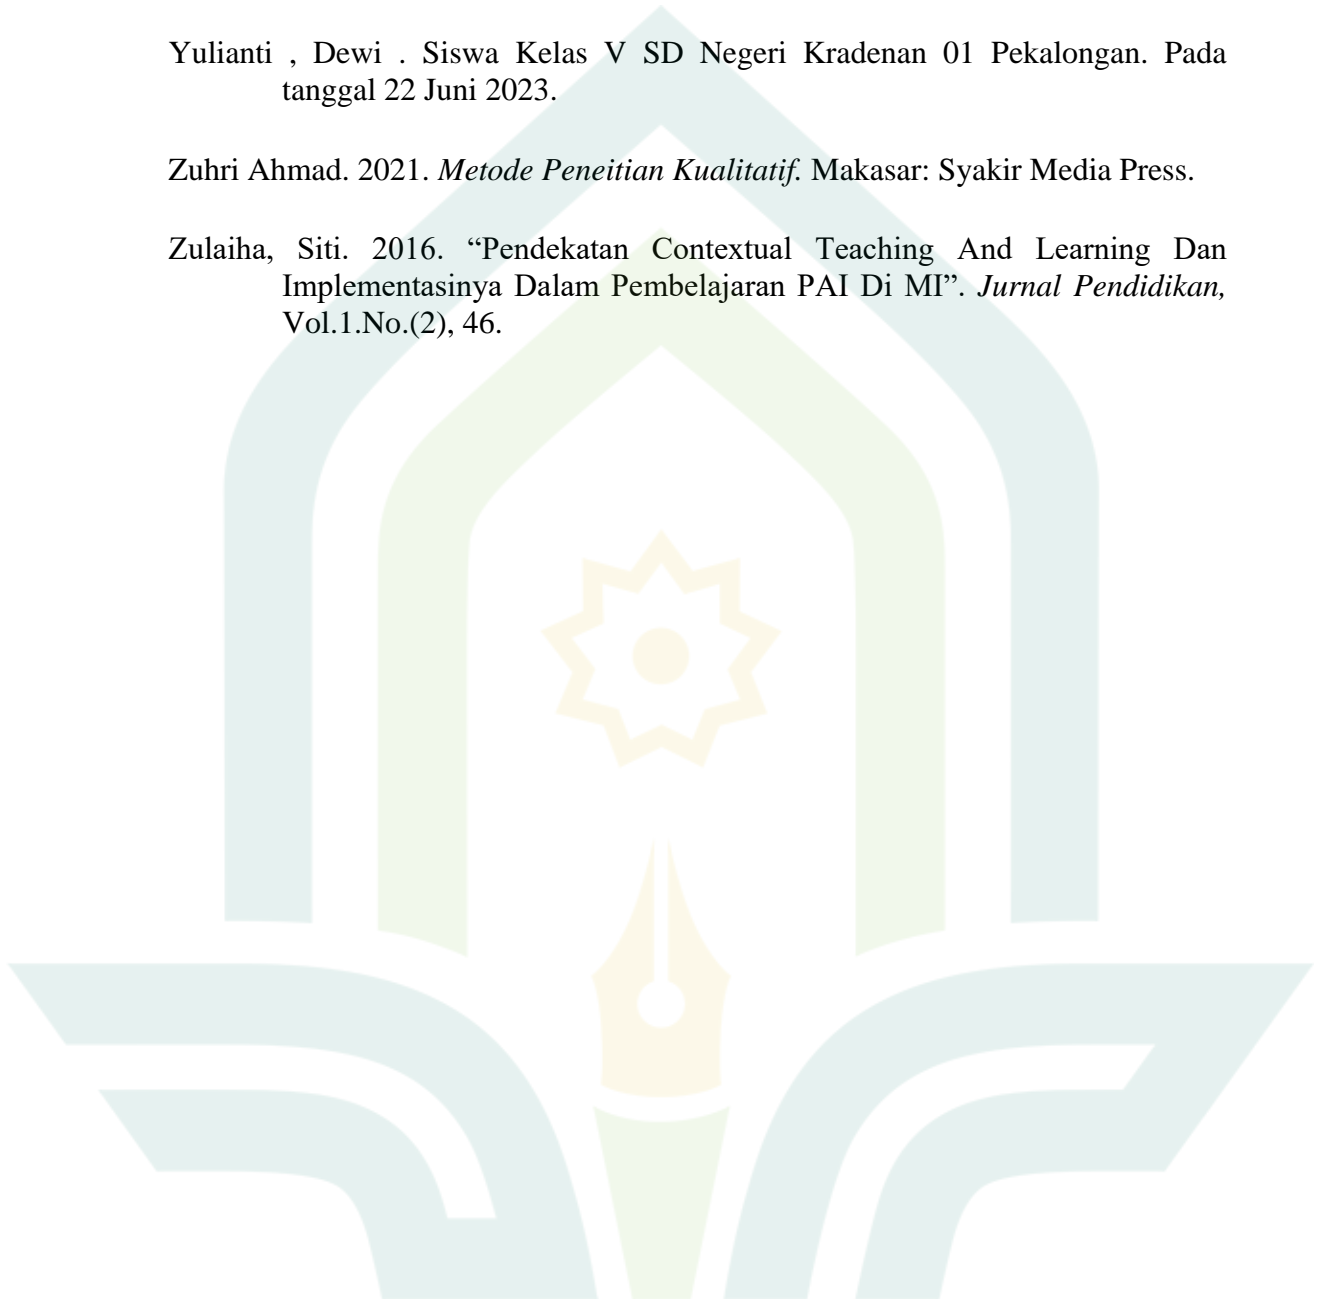 Yulianti , Dewi . Siswa Kelas V SD Negeri Kradenan 01 Pekalongan. Pada
tanggal 22 Juni 2023.
Zuhri Ahmad. 2021. Metode Peneitian Kualitatif. Makasar: Syakir Media Press.
Zulaiha, Siti. 2016. “Pendekatan Contextual Teaching And Learning Dan
Implementasinya Dalam Pembelajaran PAI Di MI”. Jurnal Pendidikan,
Vol.1.No.(2), 46.